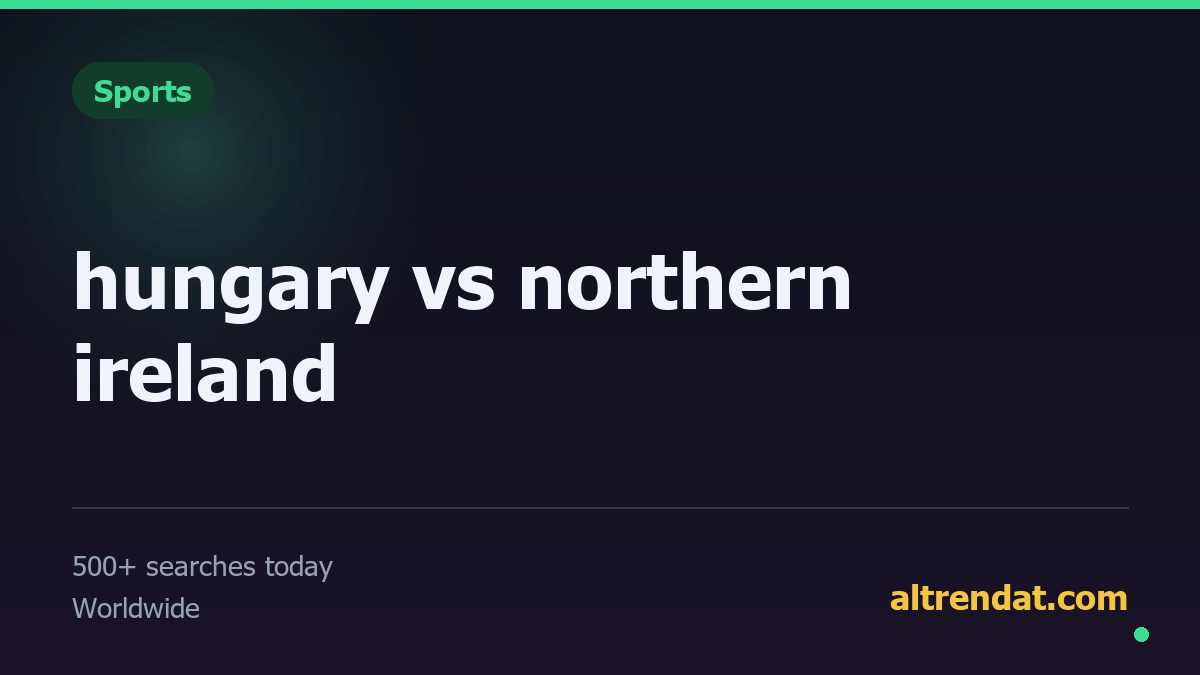 Sports
hungary vs northern
ireland
500+ searches today
Worldwide
altrendat.com